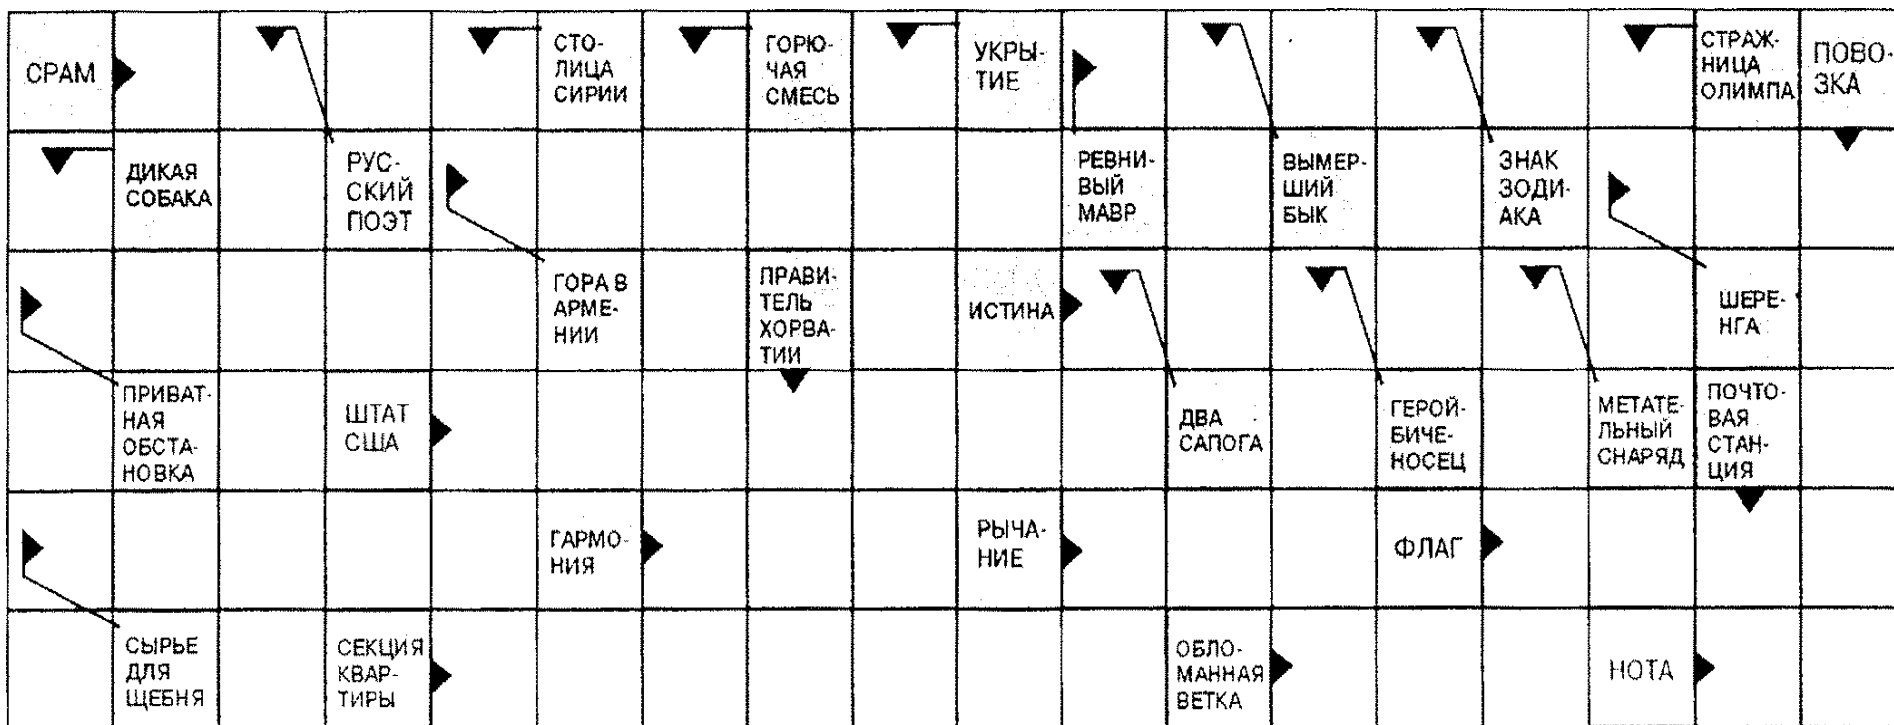 СРАМ
СТО-
ЛИЦА
СИРИИ
ГОРЮ-
ЧАЯ
СМЕСЬ
УКРЫ-
ТИЕ
СТРАЖ-
НИЦА
ОЛИМПА
ПОВО-
ЗКА
ДИКАЯ
СОБАКА
РУС-
СКИЙ
ПОЭТ
РЕВНИ-
ВЫЙ
МАВР
ВЫМЕР-
ШИЙ
БЫК
ЗНАК
ЗОДИ-
АКА
ГОРА В
АРМЕ-
НИИ
ПРАВИ-
ТЕЛЬ
ХОРВА-
ТИИ
ИСТИНА
ШЕРЕ-
НГА
ПРИВАТ-
НАЯ
ОБСТА-
НОВКА
ШТАТ
США
ДВА
САПОГА
ГЕРОЙ-
БИЧЕ-
НОСЕЦ
МЕТАТЕ-
ЛЬНЫЙ
СНАРЯД
ПОЧТО-
ВАЯ
СТАН-
ЦИЯ
ГАРМО-
НИЯ
РЫЧА-
НИЕ
ФЛАГ
СЫРЬЕ
ДЛЯ
ЩЕБНЯ
СЕКЦИЯ
КВАР-
ТИРЫ
ОБЛО-
МАННАЯ
ВЕТКА
НОТА